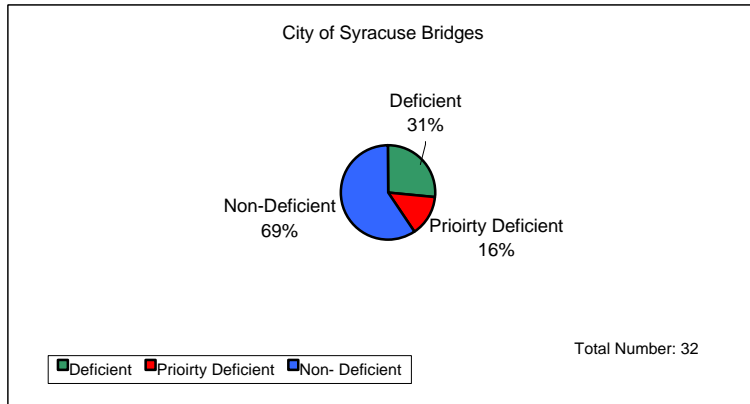 City of Syracuse Bridges
Deficient
31%
Non-Deficient
69%
Prioirty Deficient
16%
Total Number: 32
Deficient Prioirty Deficient Non- Deficient